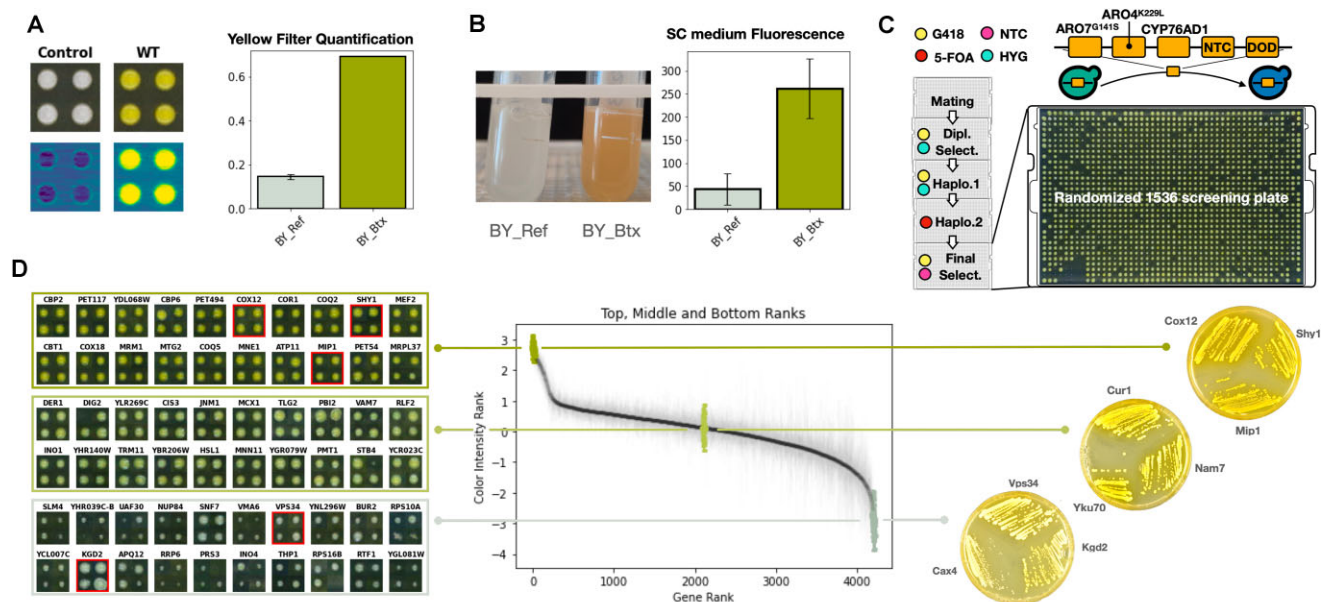 A
Control
WT
Yellow Filter Quantification
0.6
0.4
0.2
0.0
BY_Ref
BY_Btx
B
BY_Ref
BY_Btx
SC medium Fluorescence
300
250
200
150
100
50
0
BY_Ref
BY_Btx
C
G418
NTC
5-FOA
HYG
ARO4K229L
ARO7G141S
CYP76AD1
NTC
DOD
Mating
Dipl.
Select.
Haplo.1
Haplo.2
Final
Select.
Randomized 1536 screening plate
D
CBP2 PET117 YDL068W CBP6 PET494 COX12 COR1 COQ2 SHY1 MEF2
CBT1 COX18 MRM1 MTG2 COQ5 MNE1 ATP11 MIP1 PET54 MRPL37
DER1 DIG2 YLR269C CIS3 JNM1 MCX1 TLG2 PBI2 VAM7 RLF2
INO1 YHR140W TRM11 YBR206W HSL1 MNN11 YGR079W PMT1 STB4 YCR023C
SLM4 YHR039C-B UAF30 NUP84 SNF7 VMA6 VPS34 YNL296W BUR2 RPS10A
YCL007C KGD2 APQ12 RRP6 PRS3 INO4 THP1 RPS16B RTF1 YGL081W
Top, Middle and Bottom Ranks
Color Intensity Rank
3
2
1
0
−1
−2
−3
−4
0
1000
2000
3000
4000
Gene Rank
Cox12
Shy1
Mip1
Cur1
Nam7
Yku70
Vps34
Kgd2
Cax4